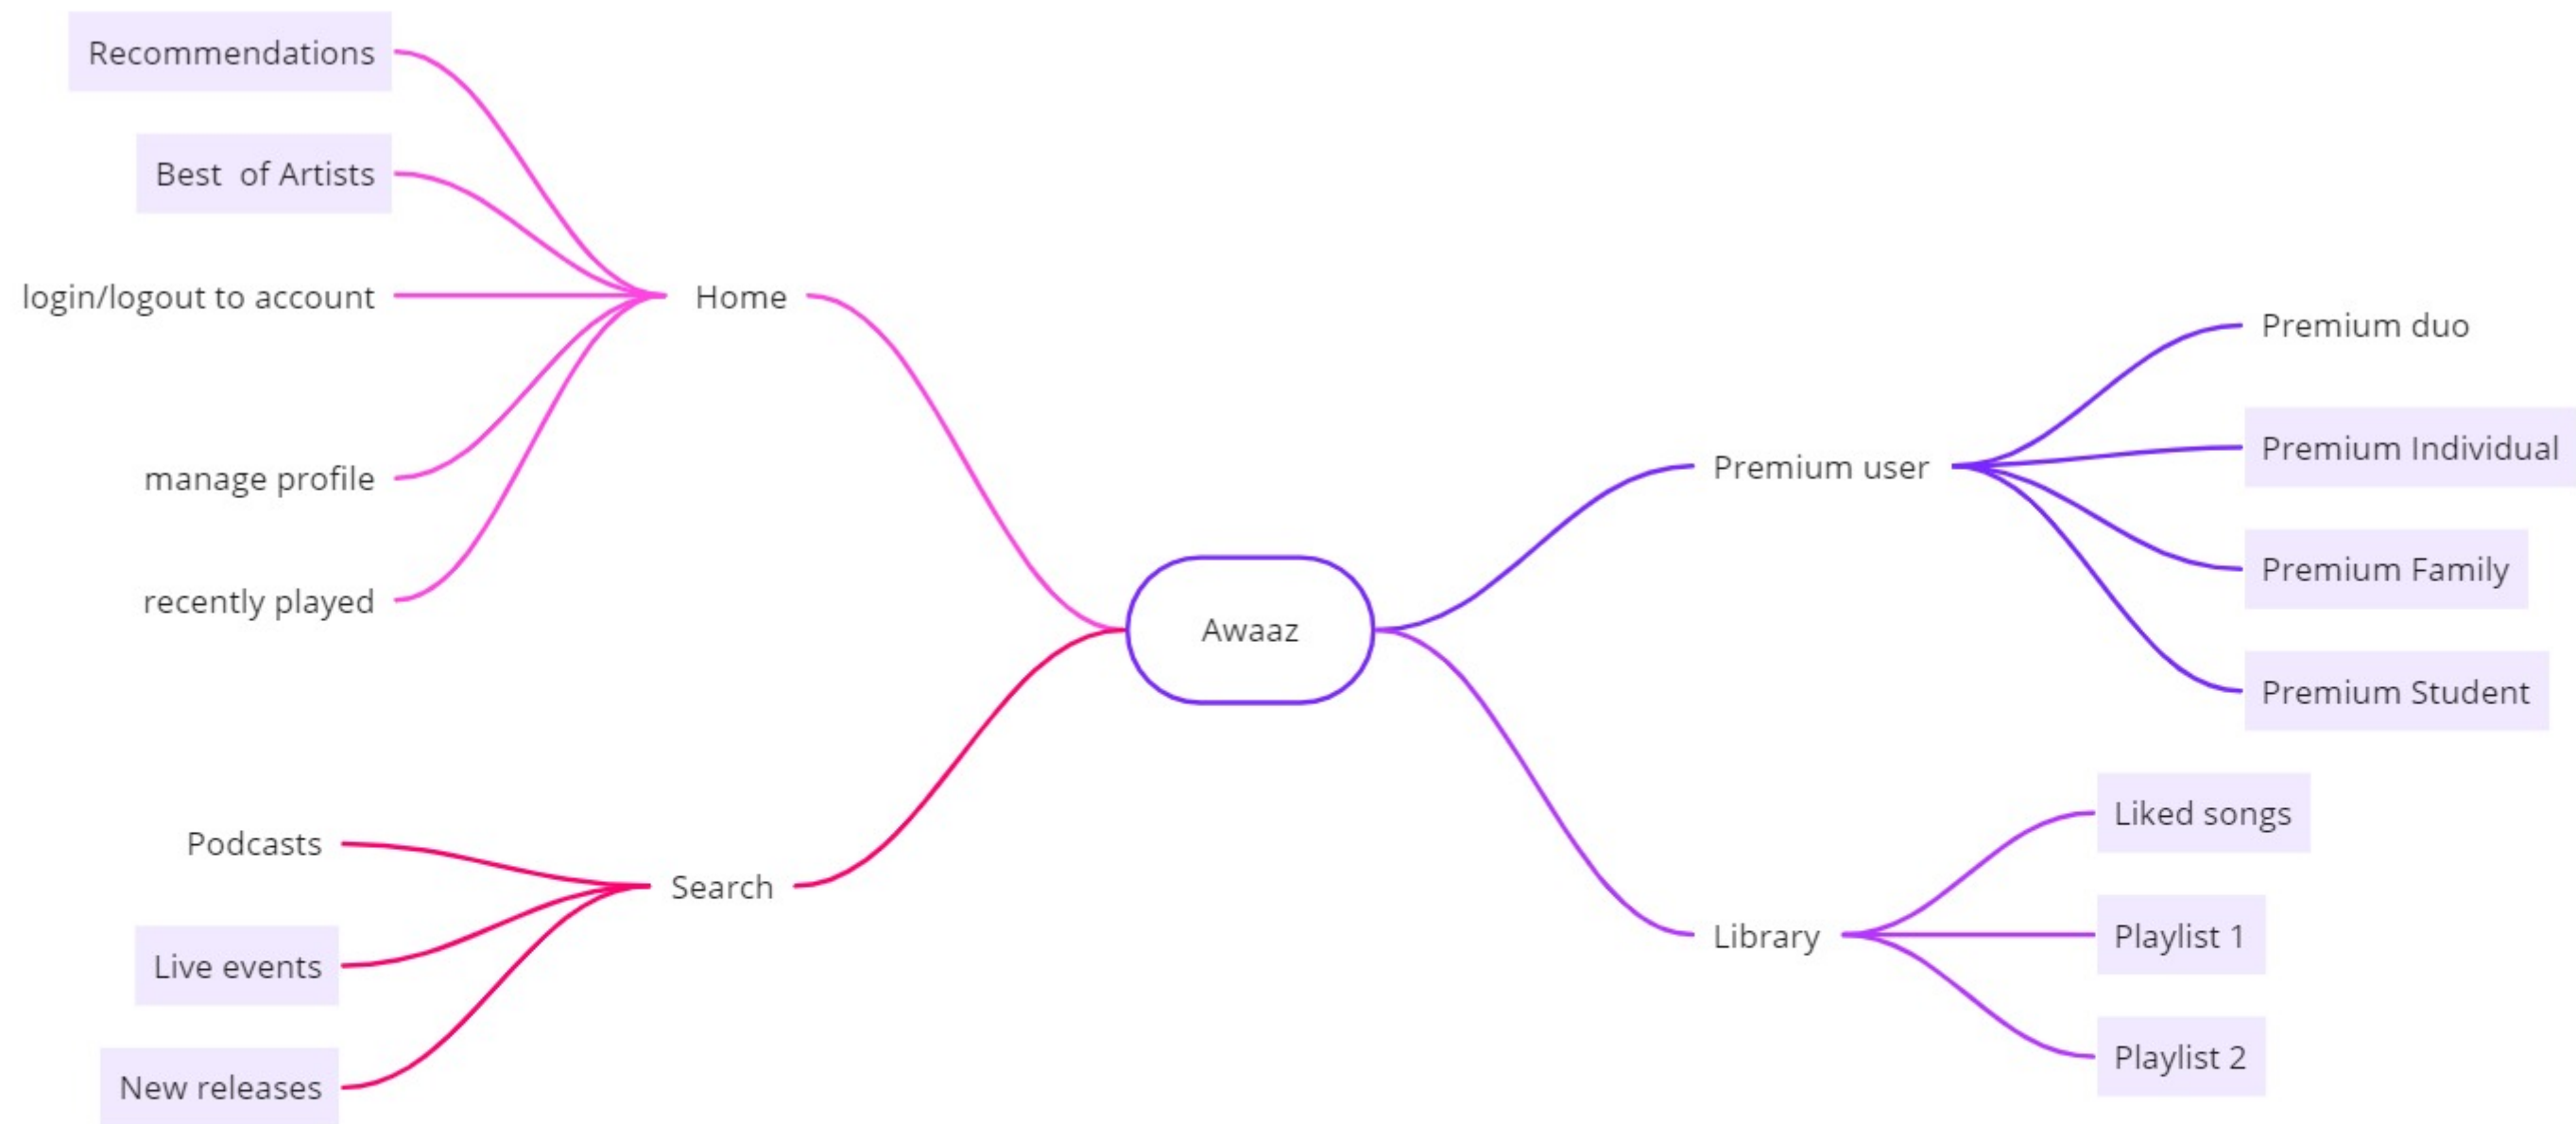 Recommendations
Best  of Artists
login/logout to account
manage profile
recently played
Home
Podcasts
Live events
New releases
Search
Awaaz
Premium user
Premium duo
Premium Individual
Premium Family
Premium Student
Library
Liked songs
Playlist 1
Playlist 2